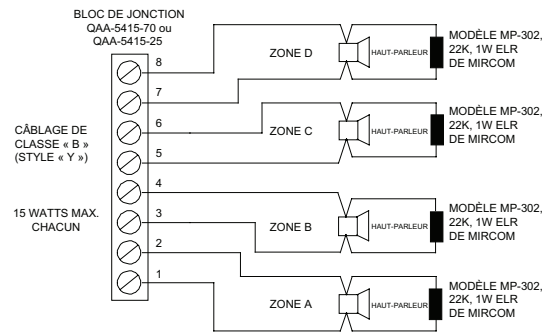 BLOC DE JONCTION
QAA-5415-70 ou
QAA-5415-25
8
7
6
5
4
3
2
1
CÂBLAGE DE
CLASSE « B »
(STYLE « Y »)
15 WATTS MAX.
CHACUN
ZONE D
HAUT-PARLEUR
MODÈLE MP-302,
22K, 1W ELR
DE MIRCOM
ZONE C
HAUT-PARLEUR
MODÈLE MP-302,
22K, 1W ELR
DE MIRCOM
ZONE B
HAUT-PARLEUR
MODÈLE MP-302,
22K, 1W ELR
DE MIRCOM
ZONE A
HAUT-PARLEUR
MODÈLE MP-302,
22K, 1W ELR
DE MIRCOM